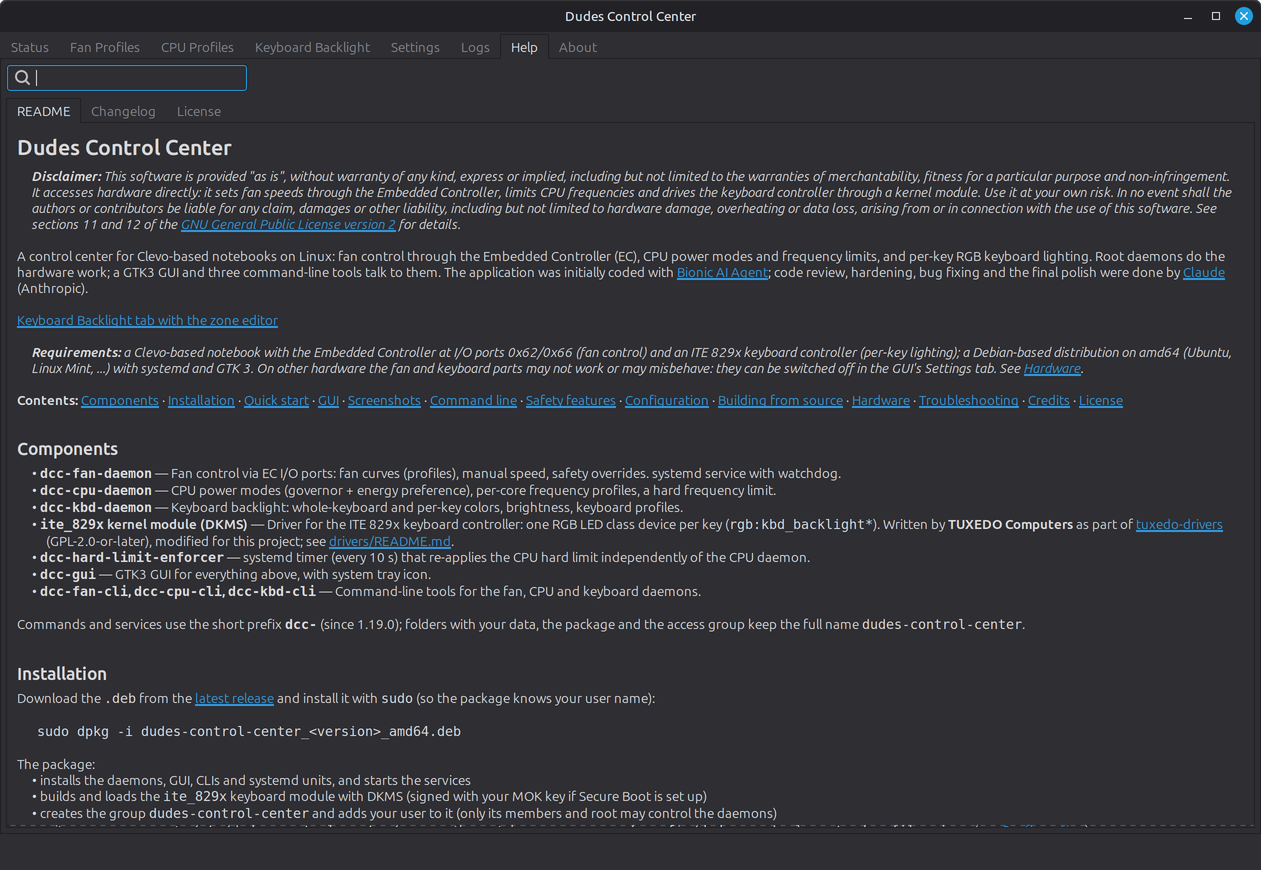 Dudes Control Center
Status Fan Profiles CPU Profiles Keyboard Backlight Settings Logs Help About
README Changelog License
Dudes Control Center
Disclaimer: This software is provided "as is", without warranty of any kind, express or implied, including but not limited to the warranties of merchantability, fitness for a particular purpose and non-infringement.
It accesses hardware directly: it sets fan speeds through the Embedded Controller, limits CPU frequencies and drives the keyboard controller through a kernel module. Use it at your own risk. In no event shall the
authors or contributors be liable for any claim, damages or other liability, including but not limited to hardware damage, overheating or data loss, arising from or in connection with the use of this software. See
sections 11 and 12 of the GNU General Public License version 2 for details.
A control center for Clevo-based notebooks on Linux: fan control through the Embedded Controller (EC), CPU power modes and frequency limits, and per-key RGB keyboard lighting. Root daemons do the
hardware work; a GTK3 GUI and three command-line tools talk to them. The application was initially coded with Bionic AI Agent; code review, hardening, bug fixing and the final polish were done by Claude
(Anthropic).
Keyboard Backlight tab with the zone editor
Requirements: a Clevo-based notebook with the Embedded Controller at I/O ports 0x62/0x66 (fan control) and an ITE 829x keyboard controller (per-key lighting); a Debian-based distribution on amd64 (Ubuntu,
Linux Mint, ...) with systemd and GTK 3. On other hardware the fan and keyboard parts may not work or may misbehave: they can be switched off in the GUI's Settings tab. See Hardware.
Contents: Components · Installation · Quick start · GUI · Screenshots · Command line · Safety features · Configuration · Building from source · Hardware · Troubleshooting · Credits · License
Components
• dcc-fan-daemon — Fan control via EC I/O ports: fan curves (profiles), manual speed, safety overrides. systemd service with watchdog.
• dcc-cpu-daemon — CPU power modes (governor + energy preference), per-core frequency profiles, a hard frequency limit.
• dcc-kbd-daemon — Keyboard backlight: whole-keyboard and per-key colors, brightness, keyboard profiles.
• ite_829x kernel module (DKMS) — Driver for the ITE 829x keyboard controller: one RGB LED class device per key (rgb:kbd_backlight*). Written by TUXEDO Computers as part of tuxedo-drivers
(GPL-2.0-or-later), modified for this project; see drivers/README.md.
• dcc-hard-limit-enforcer — systemd timer (every 10 s) that re-applies the CPU hard limit independently of the CPU daemon.
• dcc-gui — GTK3 GUI for everything above, with system tray icon.
• dcc-fan-cli, dcc-cpu-cli, dcc-kbd-cli — Command-line tools for the fan, CPU and keyboard daemons.
Commands and services use the short prefix dcc- (since 1.19.0); folders with your data, the package and the access group keep the full name dudes-control-center.
Installation
Download the .deb from the latest release and install it with sudo (so the package knows your user name):
sudo dpkg -i dudes-control-center_<version>_amd64.deb
The package:
• installs the daemons, GUI, CLIs and systemd units, and starts the services
• builds and loads the ite_829x keyboard module with DKMS (signed with your MOK key if Secure Boot is set up)
• creates the group dudes-control-center and adds your user to it (only its members and root may control the daemons)